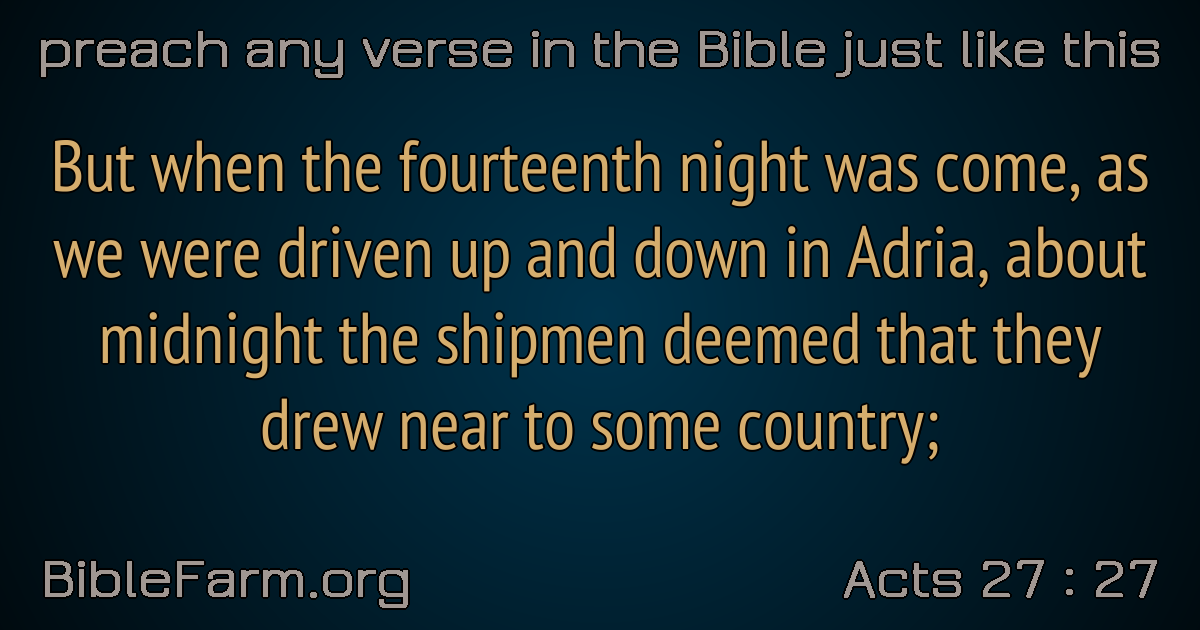 preach any verse in the Bible just like this
But when the fourteenth night was come, as
we were driven up and down in Adria, about
midnight the shipmen deemed that they
drew near to some country;
BibleFarm.org
Acts 27 : 27